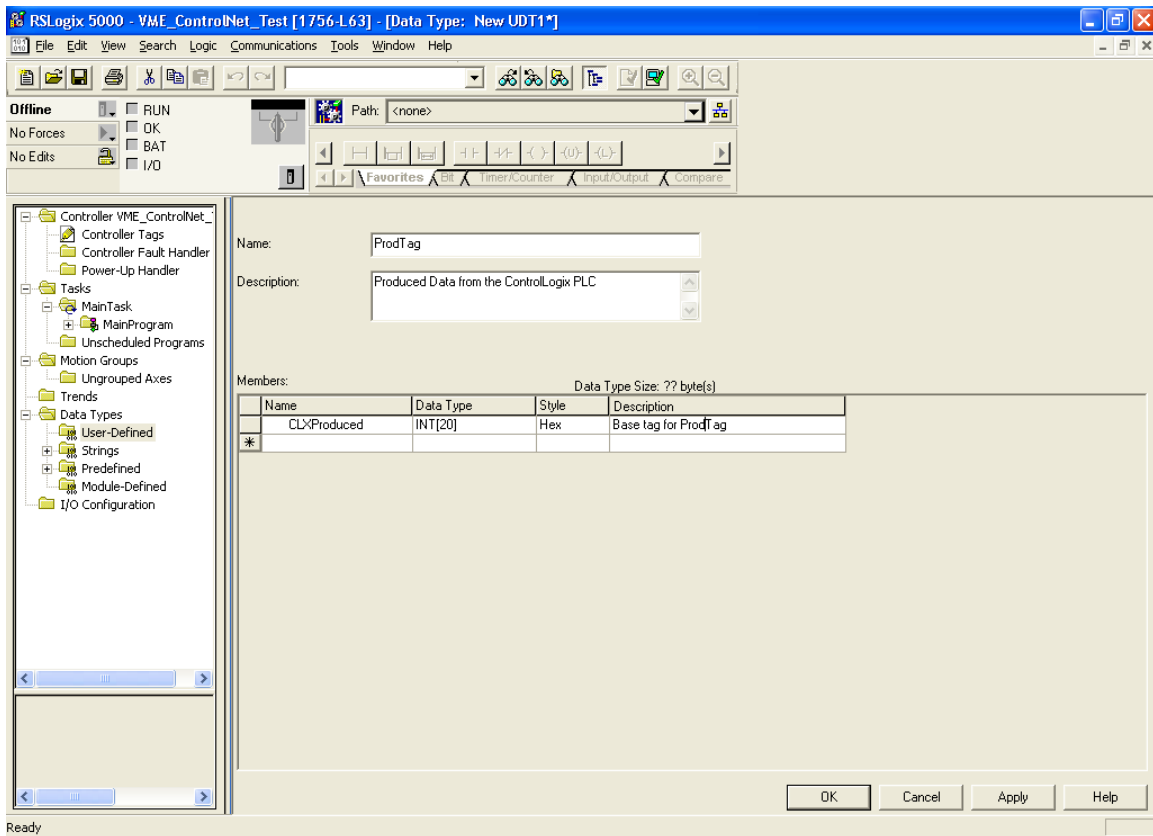 RSLogix 5000 - VME_ControlNet_Test [1756-L63] - [Data Type: New UDT1*]
File Edit View Search Logic Communications Tools Window Help
Offline
RUN
Path: <none>
No Forces
OK
BAT
No Edits
I/O
Favorites Bit Timer/Counter Input/Output Compare
Controller VME_ControlNet_
Controller Tags
Controller Fault Handler
Power-Up Handler
Tasks
MainTask
MainProgram
Unscheduled Programs
Motion Groups
Ungrouped Axes
Trends
Data Types
User-Defined
Strings
Predefined
Module-Defined
I/O Configuration
Name: ProdTag
Description: Produced Data from the ControlLogix PLC
Members: Data Type Size: ?? byte(s)
Name Data Type Style Description
CLXProduced INT[20] Hex Base tag for ProdTag
OK Cancel Apply Help
Ready